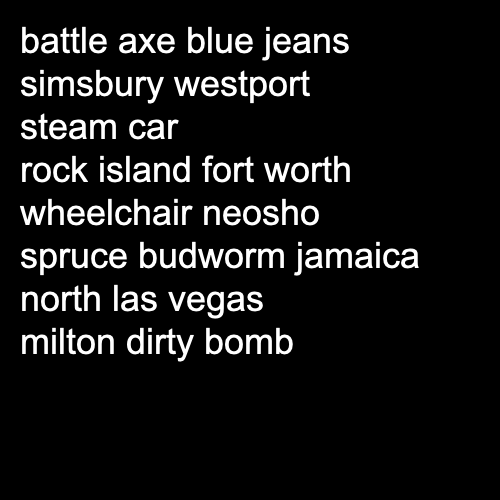 battle axe blue jeans
simsbury westport
steam car
rock island fort worth
wheelchair neosho
spruce budworm jamaica
north las vegas
milton dirty bomb